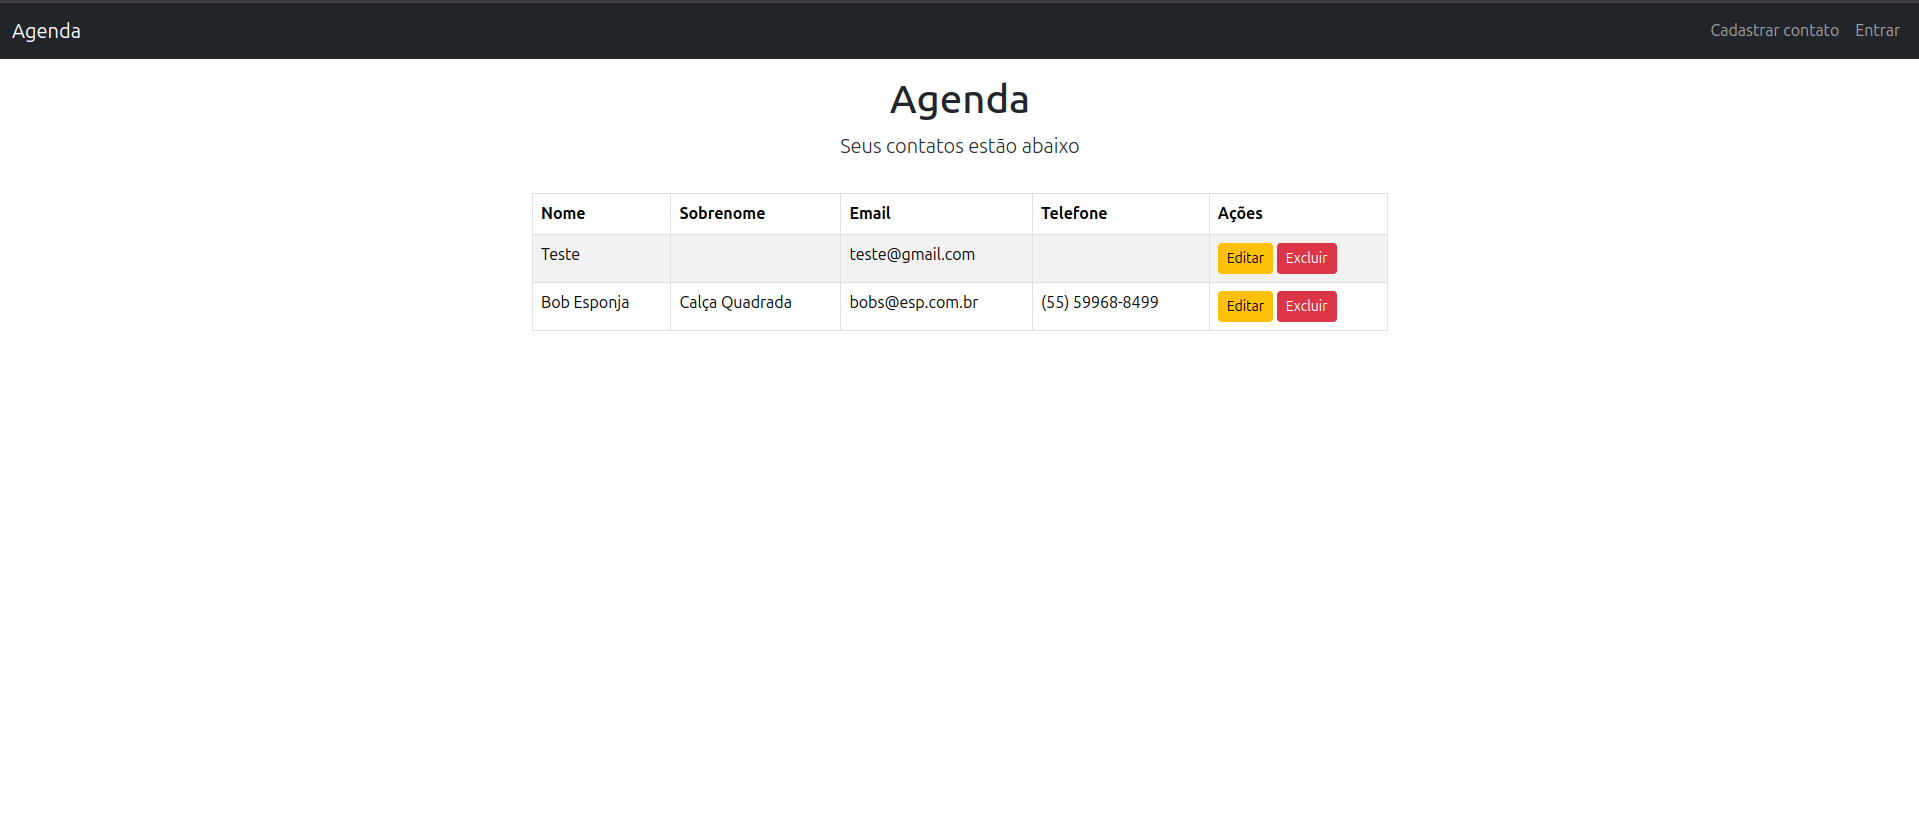 Agenda Cadastrar contato Entrar
Agenda
Seus contatos estão abaixo
Nome Sobrenome Email Telefone Ações
Teste teste@gmail.com Editar Excluir
Bob Esponja Calça Quadrada bobs@esp.com.br (55) 59968-8499 Editar Excluir